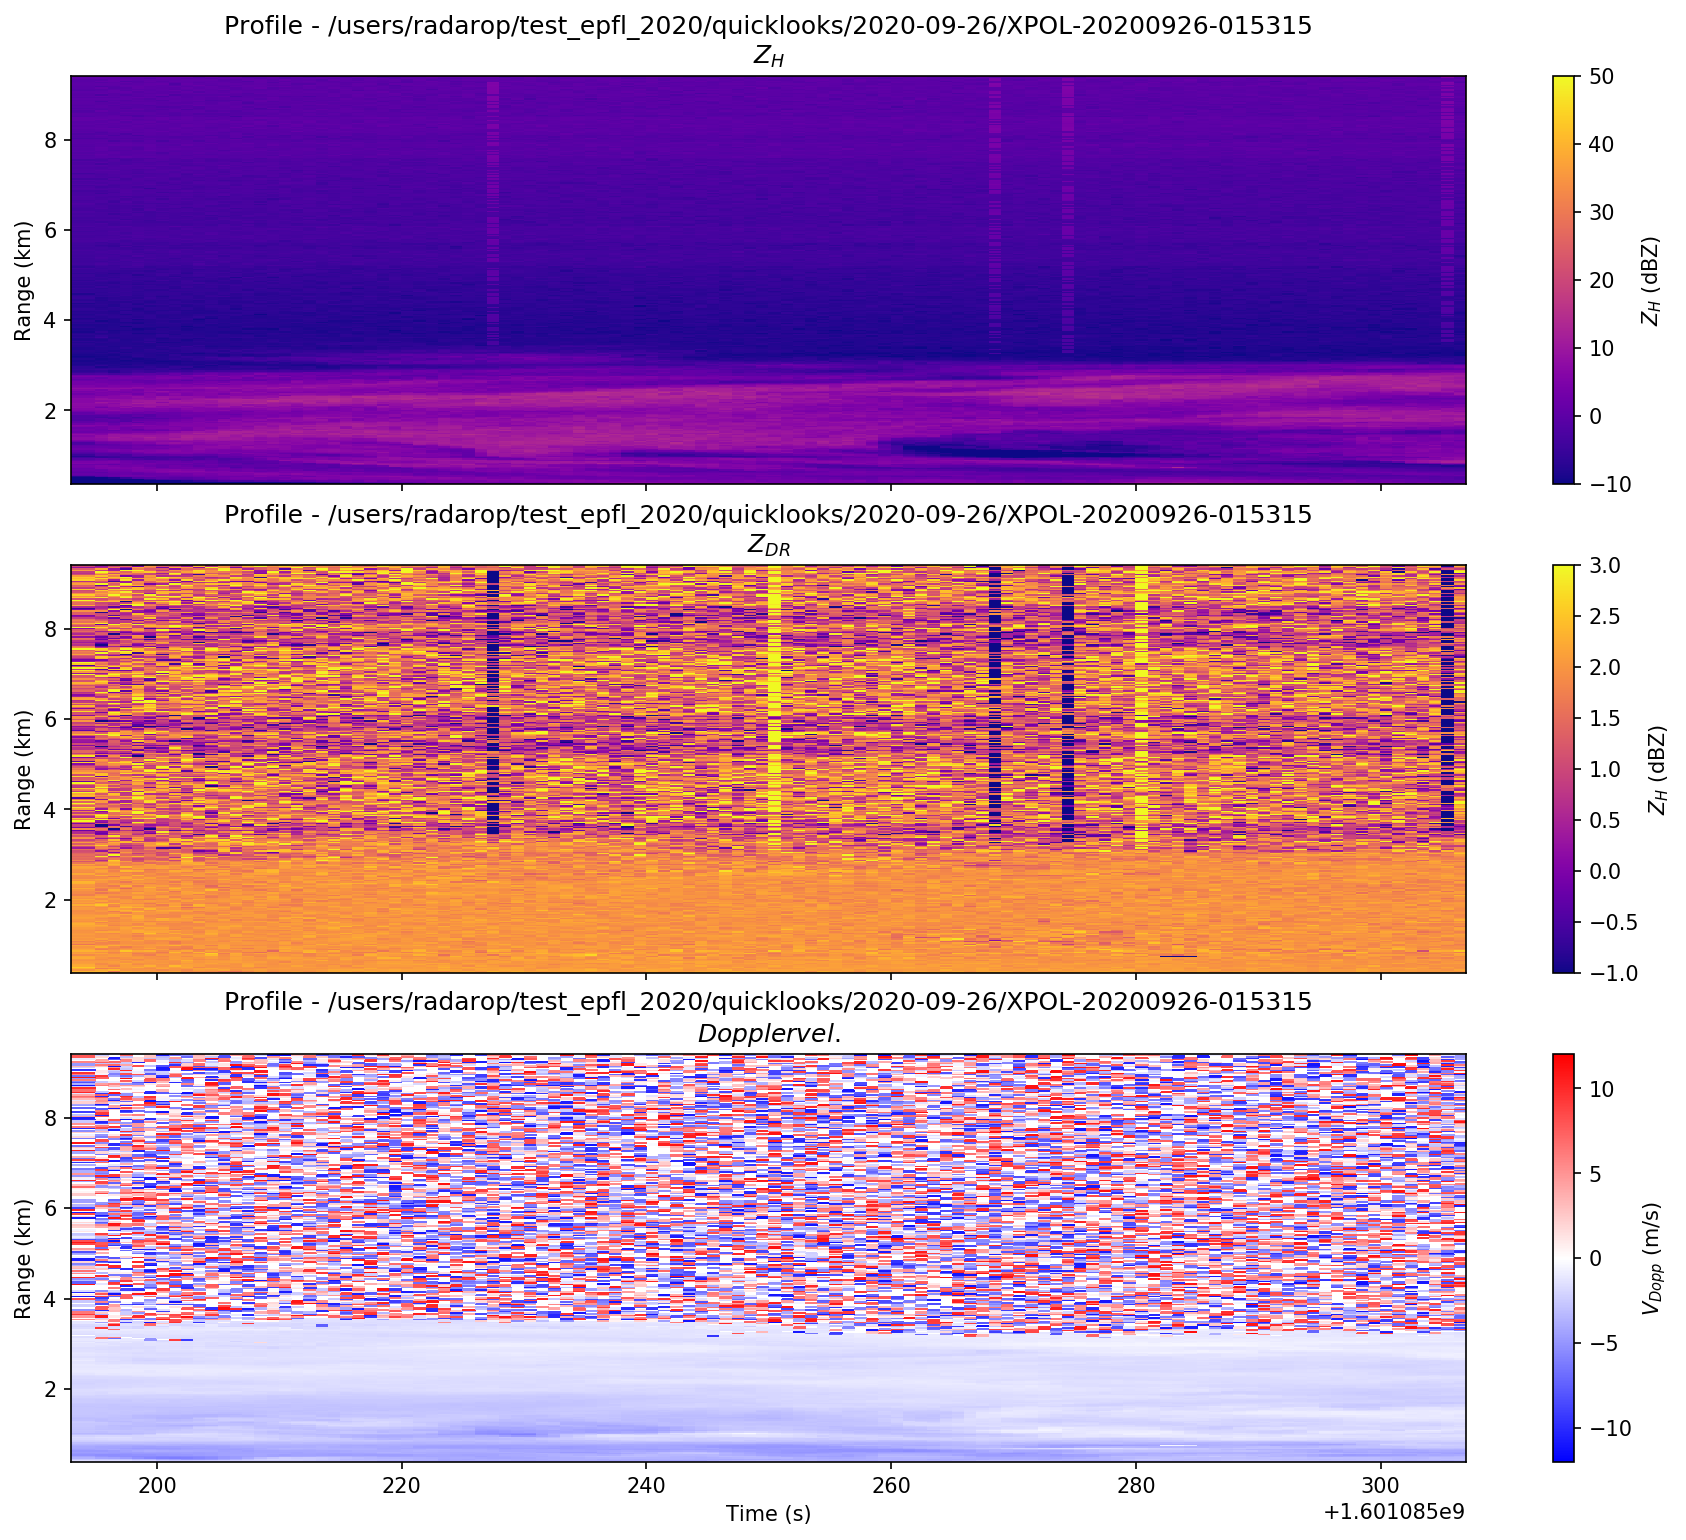 Profile - /users/radarop/test_epfl_2020/quicklooks/2020-09-26/XPOL-20200926-015315
Z_H
8
6
4
2
Range (km)
50
40
30
20
10
0
−10
Z_H (dBZ)
Profile - /users/radarop/test_epfl_2020/quicklooks/2020-09-26/XPOL-20200926-015315
Z_DR
8
6
4
2
Range (km)
3.0
2.5
2.0
1.5
1.0
0.5
0.0
−0.5
−1.0
Z_H (dBZ)
Profile - /users/radarop/test_epfl_2020/quicklooks/2020-09-26/XPOL-20200926-015315
Dopplervel.
8
6
4
2
Range (km)
10
5
0
−5
−10
V_Dopp (m/s)
200 220 240 260 280 300
Time (s)
+1.601085e9